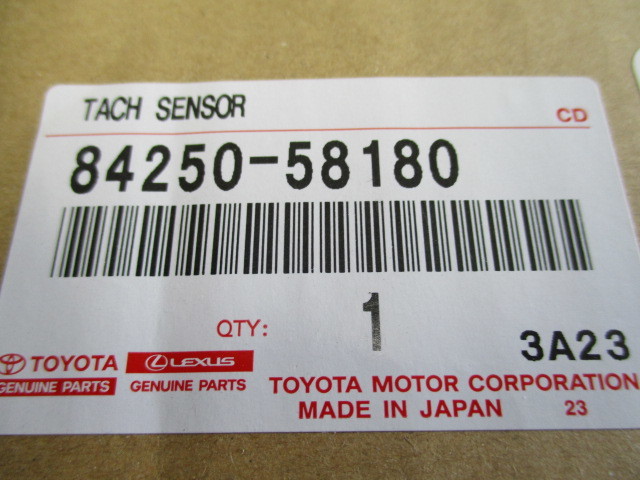 TACH SENSOR
CD
84250-58180
QTY: 1
3A23
TOYOTA LEXUS
GENUINE PARTS GENUINE PARTS
TOYOTA MOTOR CORPORATION
MADE IN JAPAN 23